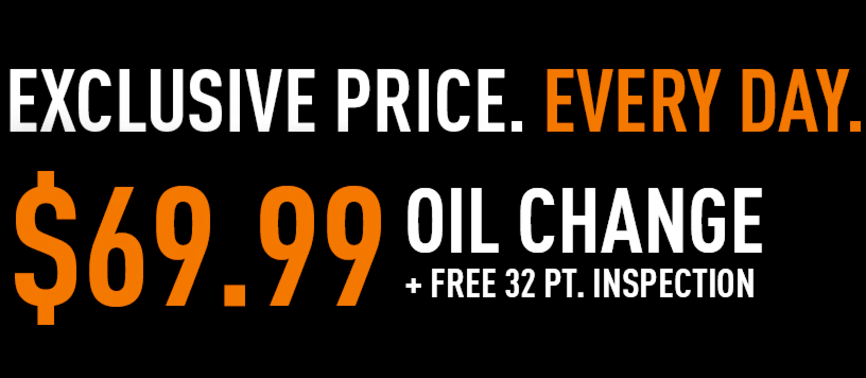 EXCLUSIVE PRICE. EVERY DAY.
$69.99 OIL CHANGE
+ FREE 32 PT. INSPECTION